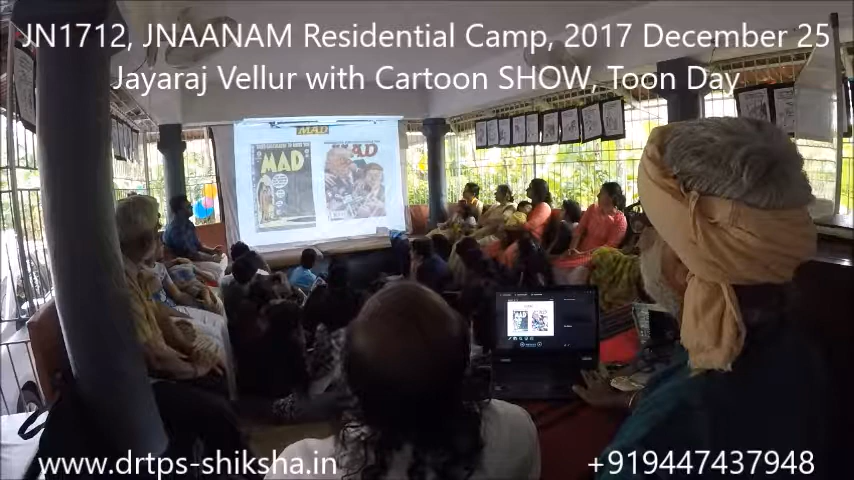 JN1712, JNAANAM Residential Camp, 2017 December 25
Jayaraj Vellur with Cartoon SHOW, Toon Day
MAD
MAD
MAD
www.drtps-shiksha.in
+919447437948